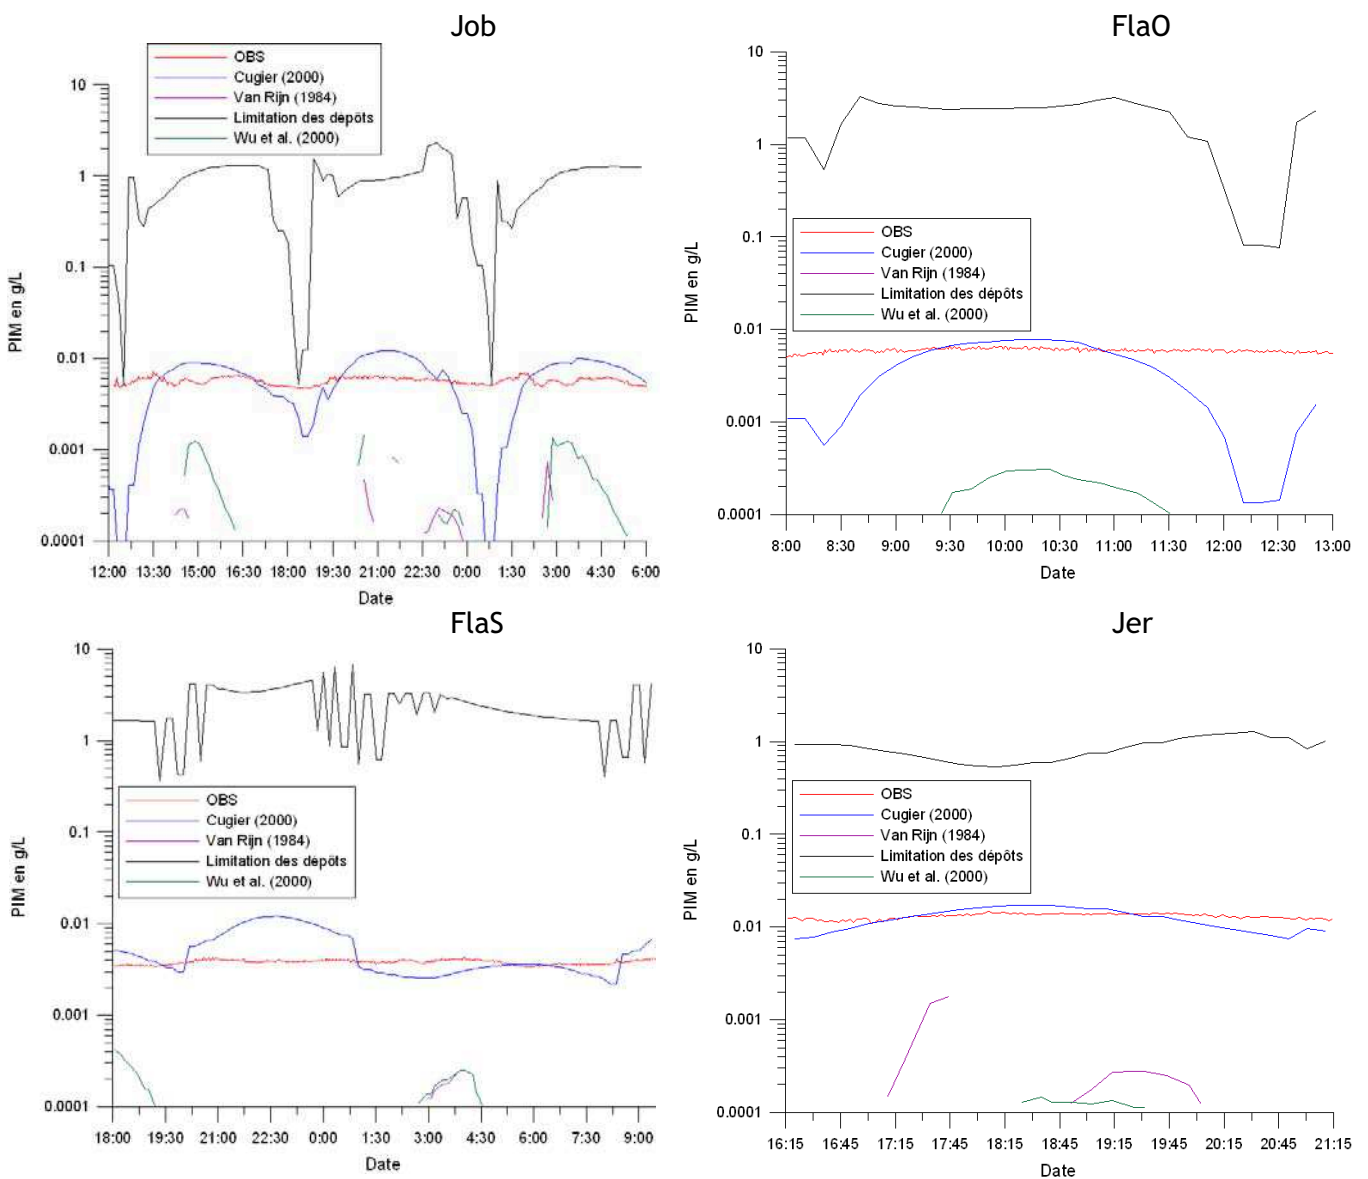 Job
OBS
Cugier (2000)
Van Rijn (1984)
Limitation des dépôts
Wu et al. (2000)
10
1
0.1
0.01
0.001
0.0001
PIM en g/L
12:00 13:30 15:00 16:30 18:00 19:30 21:00 22:30 0:00 1:30 3:00 4:30 6:00
Date
FlaO
10
1
0.1
0.01
0.001
0.0001
PIM en g/L
OBS
Cugier (2000)
Van Rijn (1984)
Limitation des dépôts
Wu et al. (2000)
8:00 8:30 9:00 9:30 10:00 10:30 11:00 11:30 12:00 12:30 13:00
Date
FlaS
10
1
0.1
0.01
0.001
0.0001
PIM en g/L
OBS
Cugier (2000)
Van Rijn (1984)
Limitation des dépôts
Wu et al. (2000)
18:00 19:30 21:00 22:30 0:00 1:30 3:00 4:30 6:00 7:30 9:00
Date
Jer
10
1
0.1
0.01
0.001
0.0001
PIM en g/L
OBS
Cugier (2000)
Van Rijn (1984)
Limitation des dépôts
Wu et al. (2000)
16:15 16:45 17:15 17:45 18:15 18:45 19:15 19:45 20:15 20:45 21:15
Date